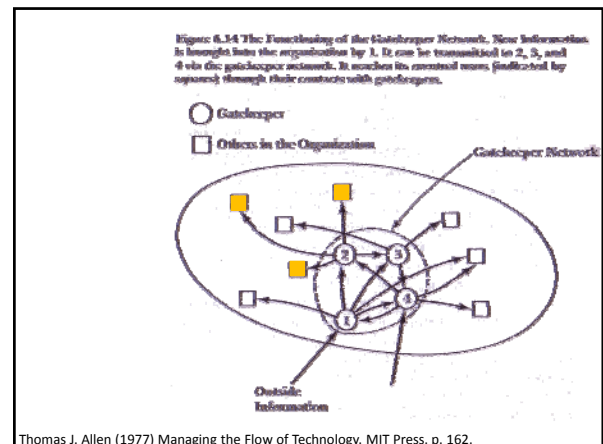 Figure 6.14 The Functioning of the Gatekeeper Network. New information
is brought into the organization by 1. It can be transmitted to 2, 3, and
4 via the gatekeeper network. It reaches its eventual users (indicated by
squares) through their contacts with gatekeepers.
Gatekeeper
Others in the Organization
Gatekeeper Network
2
3
4
1
Outside
Information
Thomas J. Allen (1977) Managing the Flow of Technology. MIT Press. p. 162.